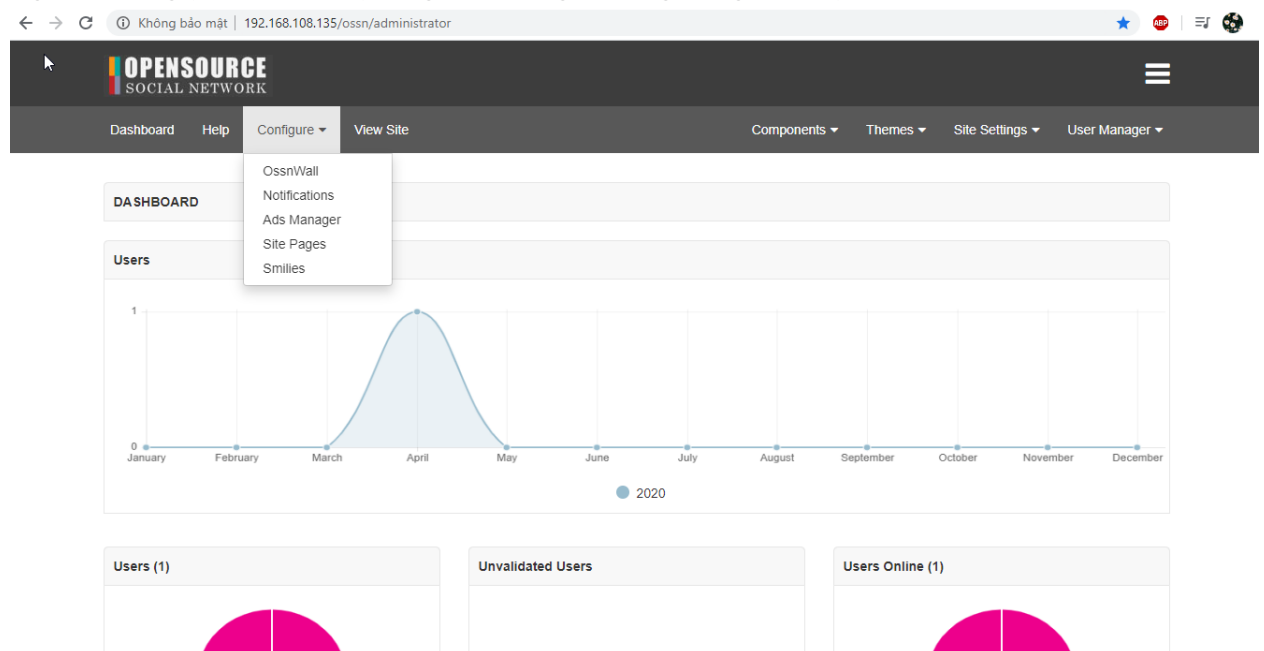 Không bảo mật | 192.168.108.135/ossn/administrator
ABP
OPENSOURCE
SOCIAL NETWORK
Dashboard Help Configure View Site Components Themes Site Settings User Manager
OssnWall
Notifications
Ads Manager
Site Pages
Smilies
DASHBOARD
Users
1
0
January February March April May June July August September October November December
2020
Users (1) Unvalidated Users Users Online (1)